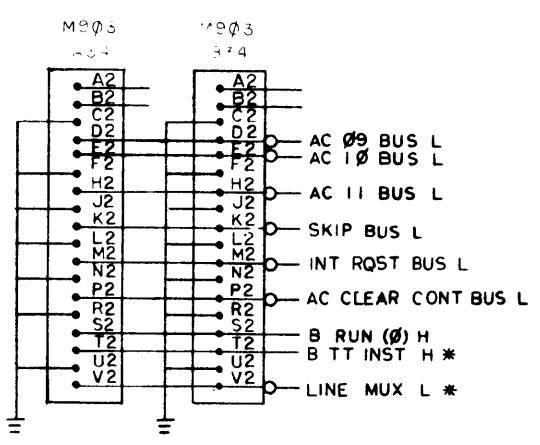 M9Ø3 M9Ø3
A34 B34
A2 A2
B2 B2
C2 C2
D2 D2 AC Ø9 BUS L
E2 E2 AC 1Ø BUS L
F2 F2
H2 H2 AC 11 BUS L
J2 J2
K2 K2 SKIP BUS L
L2 L2
M2 M2 INT RQST BUS L
N2 N2
P2 P2 AC CLEAR CONT BUS L
R2 R2
S2 S2 B RUN (Ø) H
T2 T2 B TT INST H *
U2 U2
V2 V2 LINE MUX L *